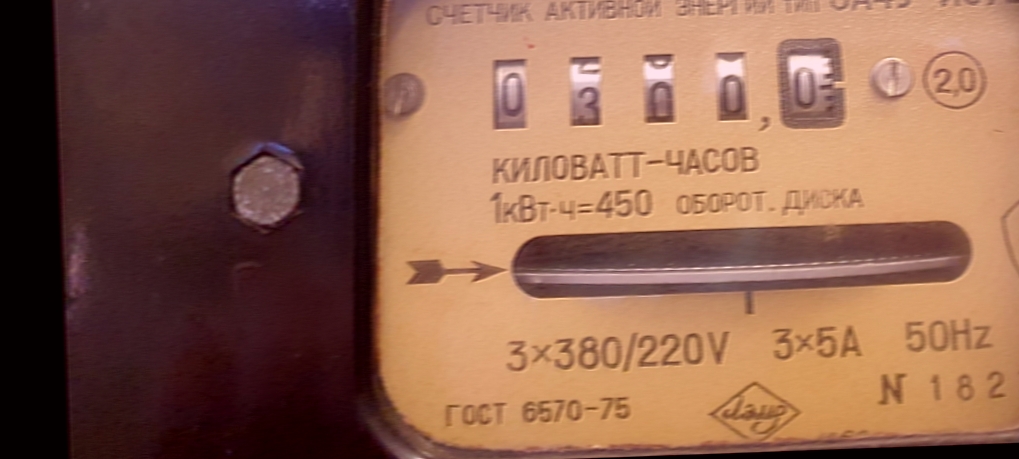 СЧЕТЧИК АКТИВНОЙ ЭНЕРГИИ ТИП
0 3 0 0, 0
2,0
КИЛОВАТТ-ЧАСОВ
1кВт-ч=450 ОБОРОТ. ДИСКА
3×380/220V 3×5A 50Hz
ГОСТ 6570-75
№ 182